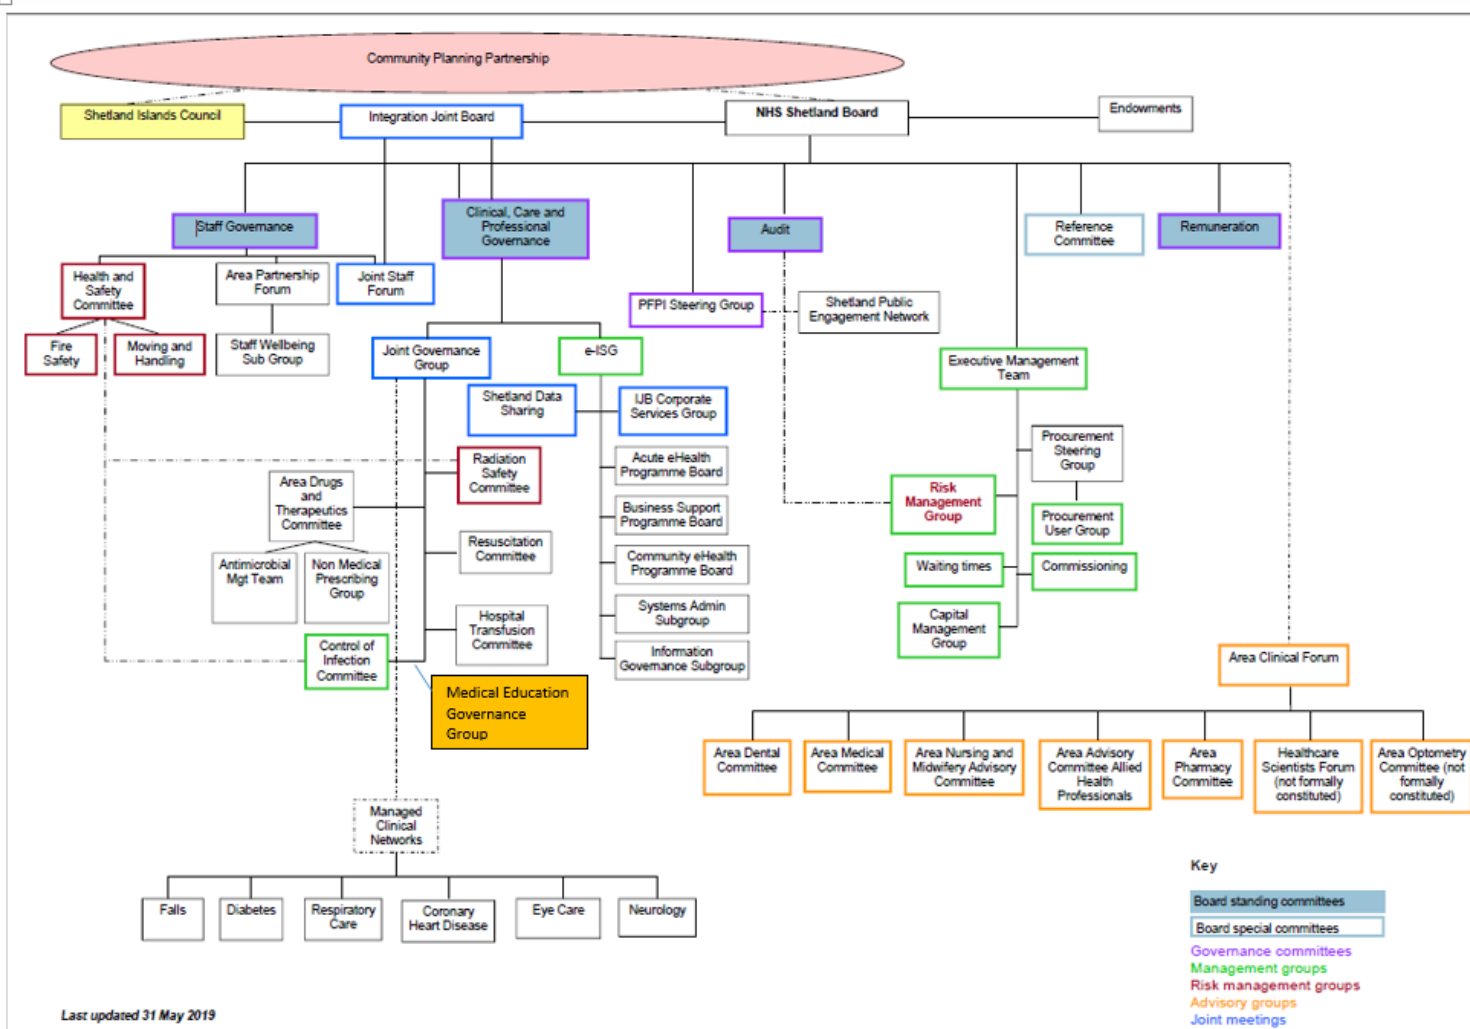 Community Planning Partnership
Shetland Islands Council
Integration Joint Board
NHS Shetland Board
Endowments
Staff Governance
Clinical, Care and
Professional
Governance
Audit
Reference
Committee
Remuneration
Health and
Safety
Committee
Area Partnership
Forum
Joint Staff
Forum
PFPI Steering Group
Shetland Public
Engagement Network
Fire
Safety
Moving and
Handling
Staff Wellbeing
Sub Group
Joint Governance
Group
e-ISG
Executive Management
Team
Shetland Data
Sharing
IJB Corporate
Services Group
Radiation
Safety
Committee
Acute eHealth
Programme Board
Procurement
Steering
Group
Area Drugs
and
Therapeutics
Committee
Risk
Management
Group
Business Support
Programme Board
Procurement
User Group
Resuscitation
Committee
Antimicrobial
Mgt Team
Non Medical
Prescribing
Group
Community eHealth
Programme Board
Waiting times
Commissioning
Hospital
Transfusion
Committee
Systems Admin
Subgroup
Capital
Management
Group
Control of
Infection
Committee
Information
Governance Subgroup
Area Clinical Forum
Medical Education
Governance
Group
Area Dental
Committee
Area Medical
Committee
Area Nursing and
Midwifery Advisory
Committee
Area Advisory
Committee Allied
Health
Professionals
Area
Pharmacy
Committee
Healthcare
Scientists Forum
(not formally
constituted)
Area Optometry
Committee (not
formally
constituted)
Managed
Clinical
Networks
Falls
Diabetes
Respiratory
Care
Coronary
Heart Disease
Eye Care
Neurology
Key
Board standing committees
Board special committees
Governance committees
Management groups
Risk management groups
Advisory groups
Joint meetings
Last updated 31 May 2019